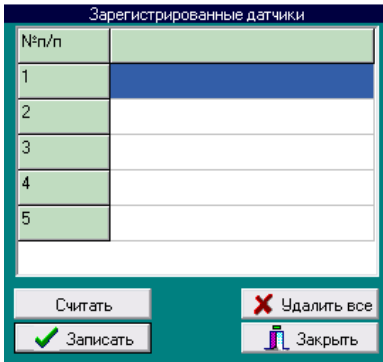 Зарегистрированные датчики
№п/п
1
2
3
4
5
Считать
Удалить все
Записать
Закрыть